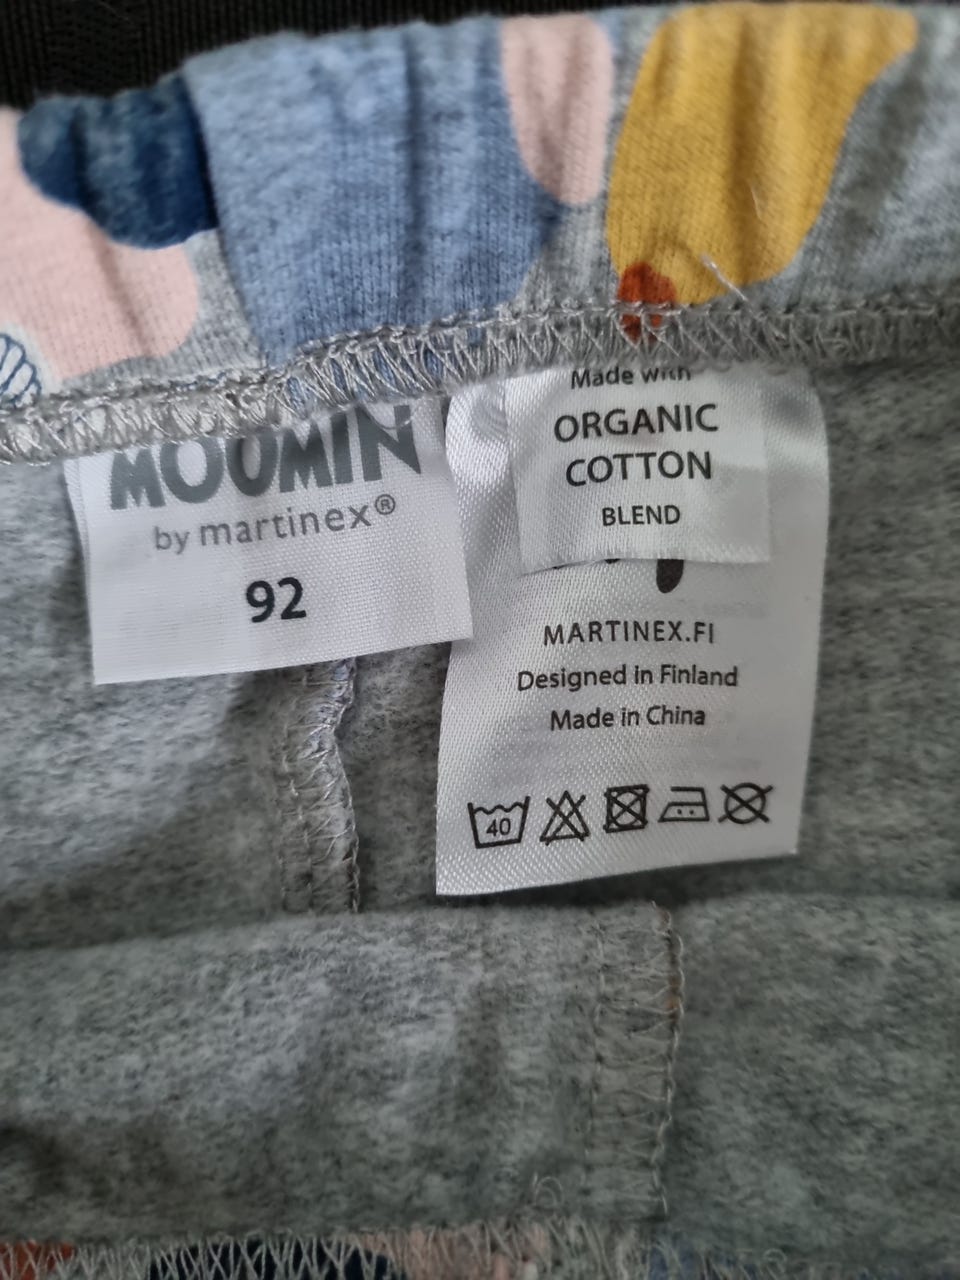 MOOMIN
by martinex®
92
Made with
ORGANIC
COTTON
BLEND
MARTINEX.FI
Designed in Finland
Made in China
40